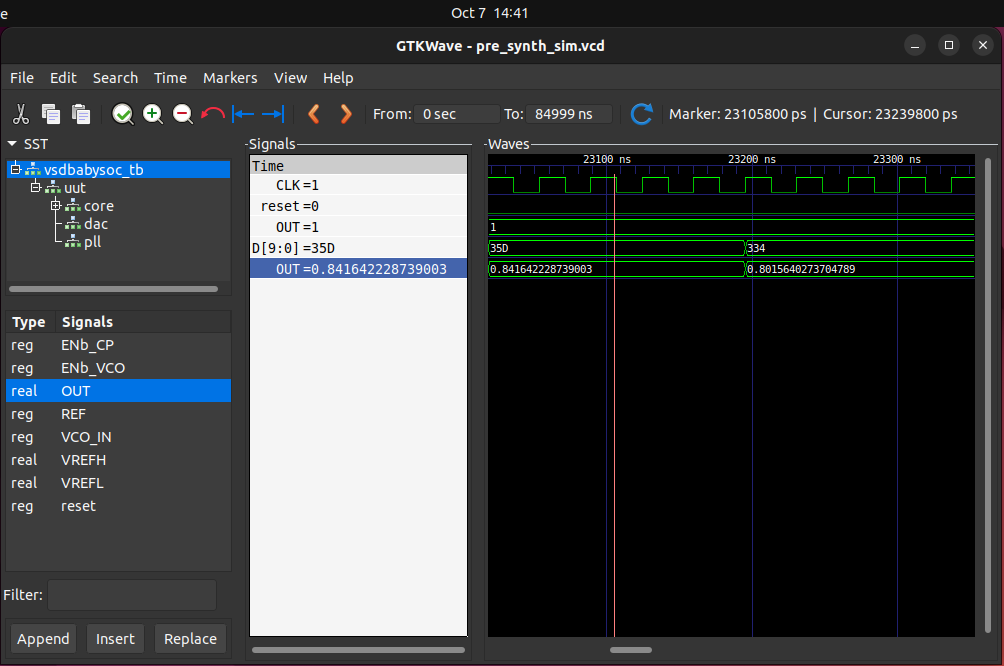 e
Oct 7 14:41
GTKWave - pre_synth_sim.vcd
File Edit Search Time Markers View Help
From: 0 sec To: 84999 ns Marker: 23105800 ps | Cursor: 23239800 ps
SST
vsdbabysoc_tb
uut
core
dac
pll
Type Signals
reg ENb_CP
reg ENb_VCO
real OUT
reg REF
reg VCO_IN
real VREFH
real VREFL
reg reset
Filter:
Append Insert Replace
Signals
Time
CLK=1
reset=0
OUT=1
D[9:0]=35D
OUT=0.841642228739003
Waves
23100 ns 23200 ns 23300 ns
1
35D 334
0.841642228739003 0.8015640273704789